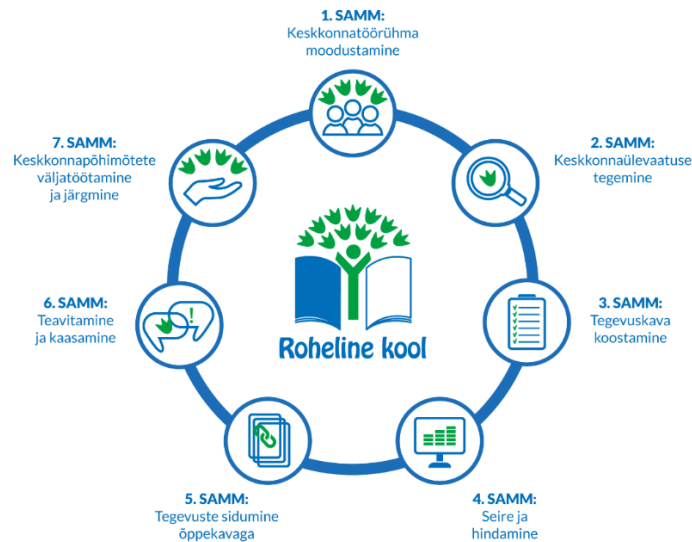 1. SAMM:
Keskkonnatöörühma
moodustamine
2. SAMM:
Keskkonnaülevaatuse
tegemine
3. SAMM:
Tegevuskava
koostamine
4. SAMM:
Seire ja
hindamine
5. SAMM:
Tegevuste sidumine
õppekavaga
6. SAMM:
Teavitamine
ja kaasamine
7. SAMM:
Keskkonnapõhimõtete
väljatöötamine
ja järgmine
Roheline kool